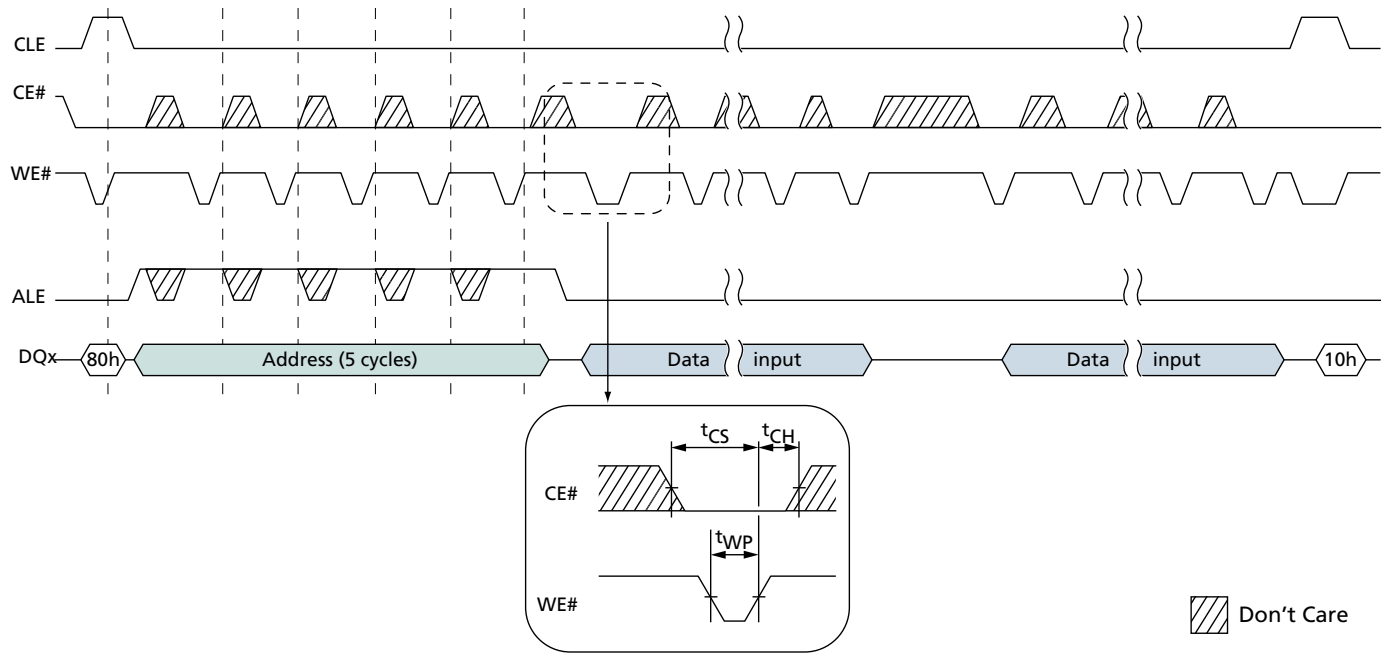 CLE
CE#
WE#
ALE
DQx
80h
Address (5 cycles)
Data input
Data input
10h
tCS tCH
CE#
tWP
WE#
Don't Care